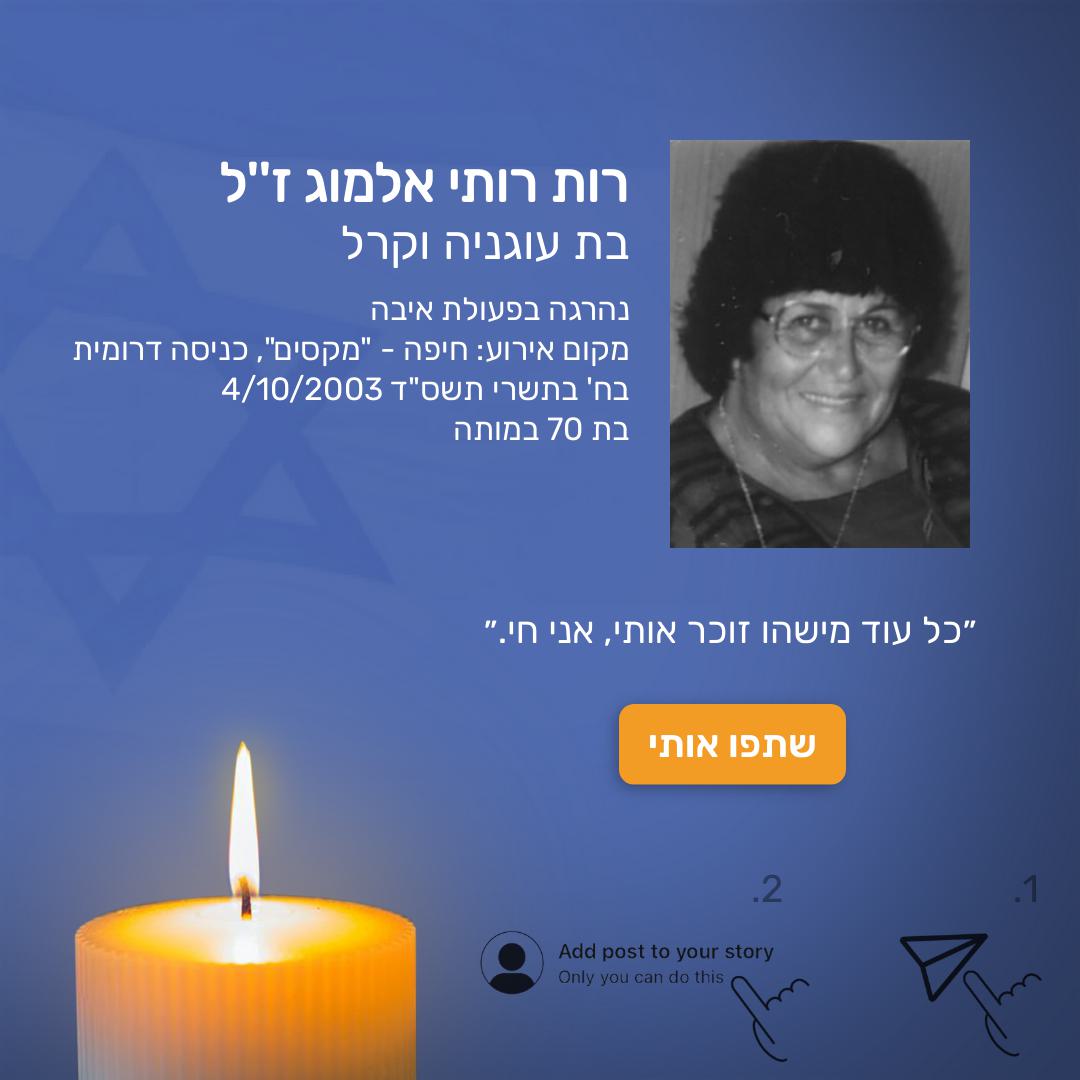 רות רותי אלמוג ז"ל
בת עוגניה וקרל
נהרגה בפעולת איבה
מקום אירוע: חיפה - "מקסים", כניסה דרומית
בח' בתשרי תשס"ד 4/10/2003
בת 70 במותה
״כל עוד מישהו זוכר אותי, אני חי.״
שתפו אותי
1.
2.
Add post to your story
Only you can do this